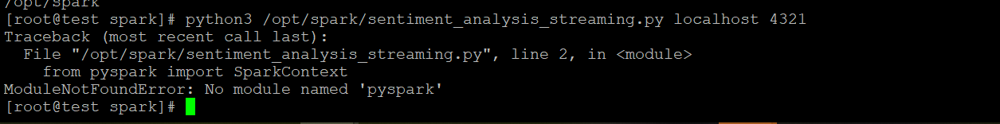 /opt/spark
[root@test spark]# python3 /opt/spark/sentiment_analysis_streaming.py localhost 4321
Traceback (most recent call last):
  File "/opt/spark/sentiment_analysis_streaming.py", line 2, in <module>
    from pyspark import SparkContext
ModuleNotFoundError: No module named 'pyspark'
[root@test spark]#